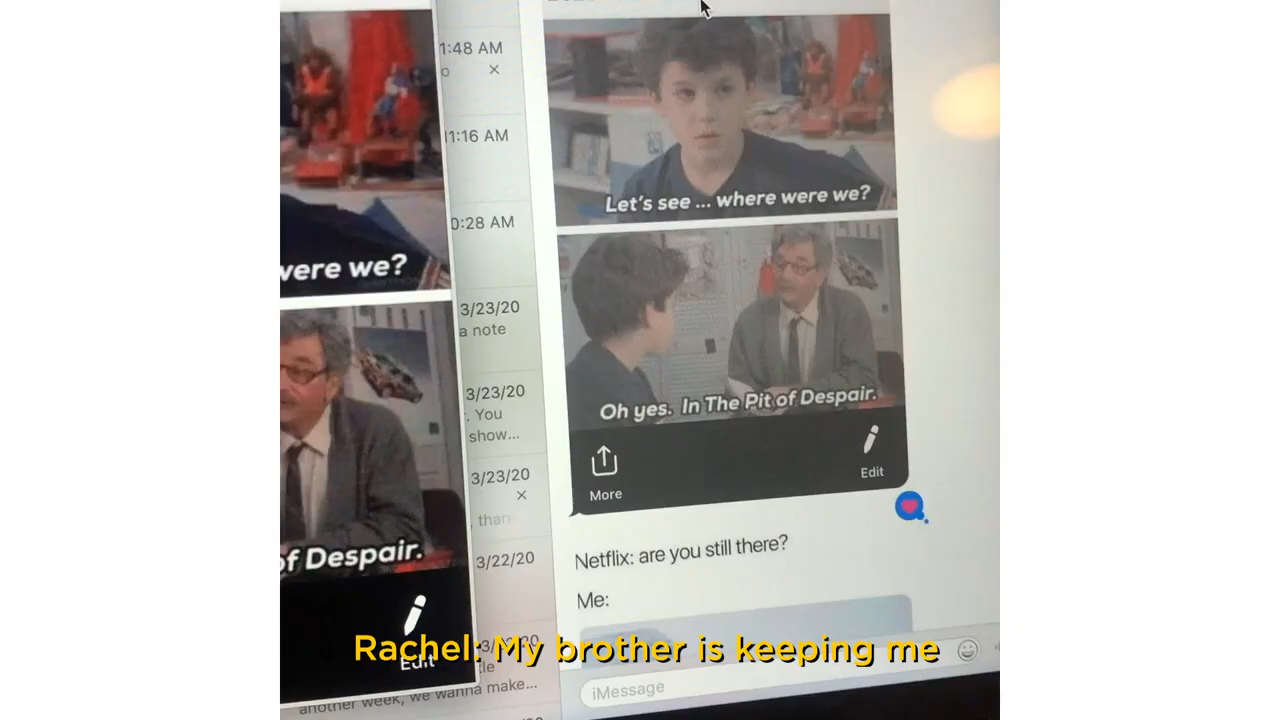 1:48 AM
11:16 AM
0:28 AM
3/23/20
a note
3/23/20
. You
show...
3/23/20
, than
3/22/20
another week, we wanna make...
were we?
of Despair.
Edit
Let's see ... where were we?
Oh yes. In The Pit of Despair.
More
Edit
Netflix: are you still there?
Me:
iMessage
Rachel: My brother is keeping me